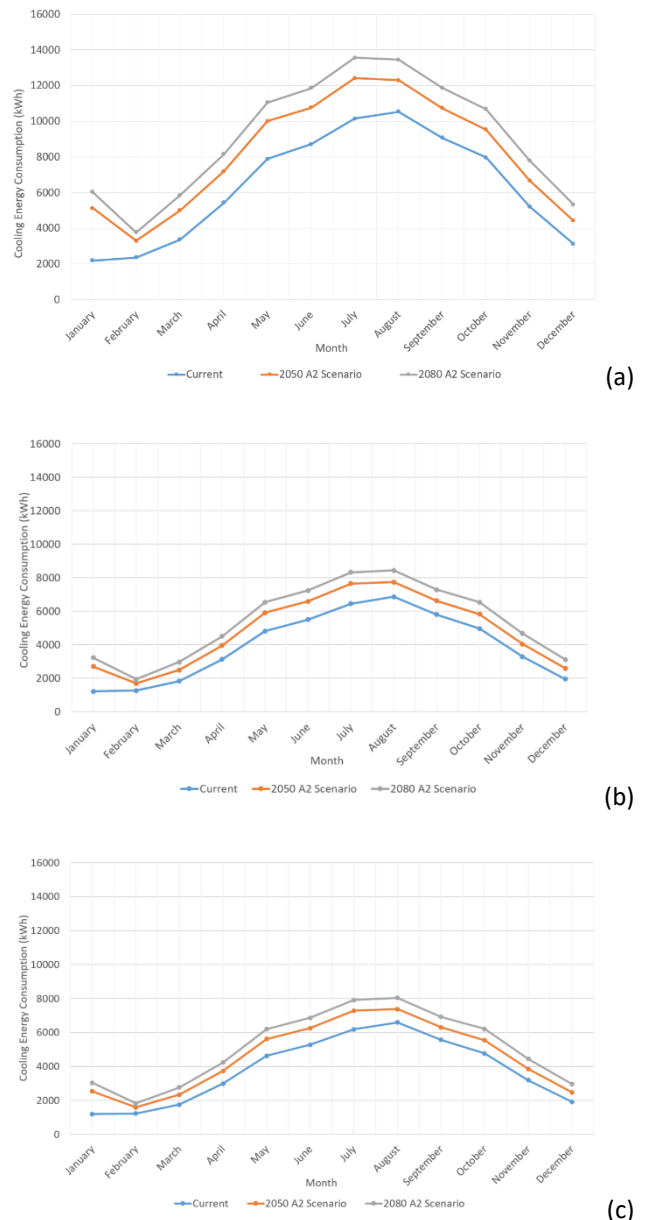 16000
14000
12000
10000
8000
6000
4000
2000
0
Cooling Energy Consumption (kWh)
January February March April May June July August September October November December
Month
Current 2050 A2 Scenario 2080 A2 Scenario
(a)
16000
14000
12000
10000
8000
6000
4000
2000
0
Cooling Energy Consumption (kWh)
January February March April May June July August September October November December
Month
Current 2050 A2 Scenario 2080 A2 Scenario
(b)
16000
14000
12000
10000
8000
6000
4000
2000
0
Cooling Energy Consumption (kWh)
January February March April May June July August September October November December
Month
Current 2050 A2 Scenario 2080 A2 Scenario
(c)